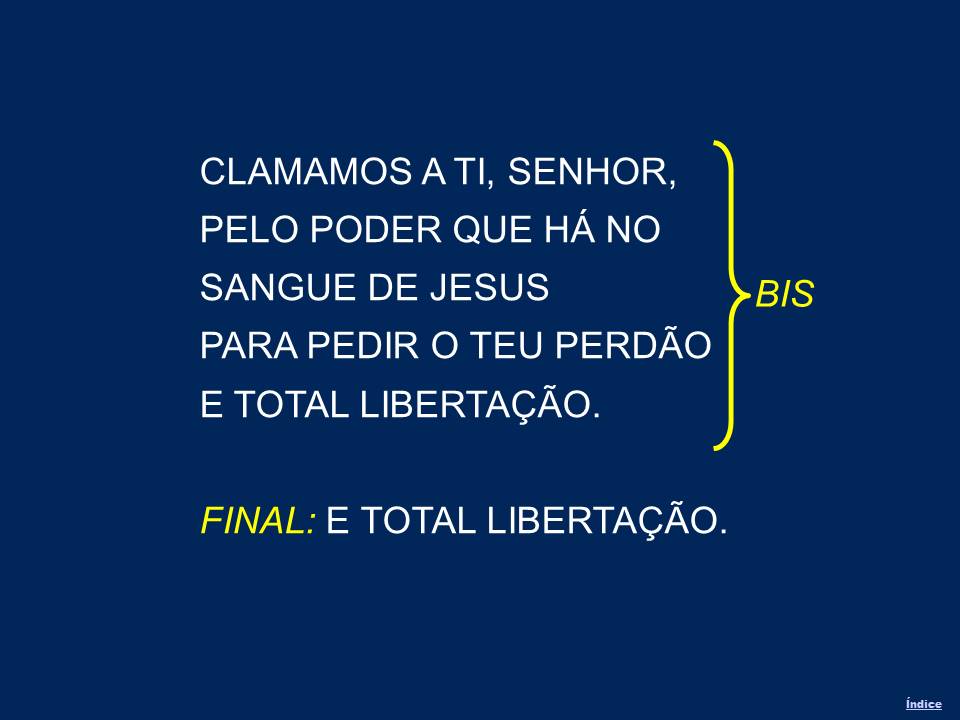 CLAMAMOS A TI, SENHOR,
PELO PODER QUE HÁ NO
SANGUE DE JESUS
PARA PEDIR O TEU PERDÃO
E TOTAL LIBERTAÇÃO.
BIS
FINAL: E TOTAL LIBERTAÇÃO.
Índice